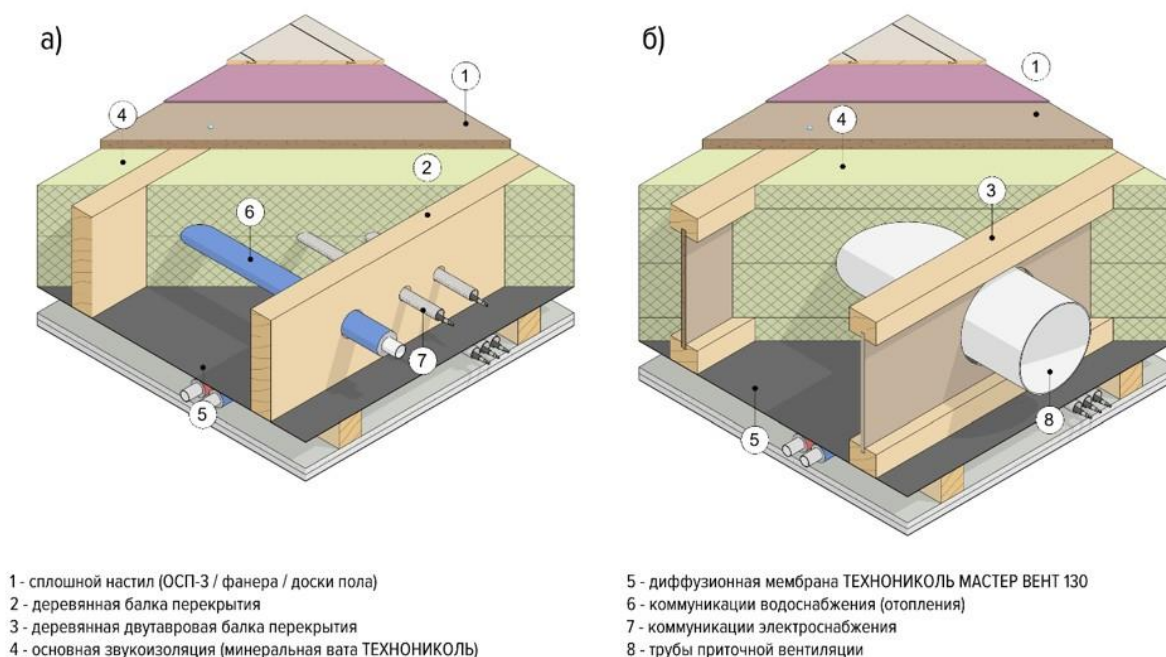 а)
1
4
2
6
7
5
б)
1
4
3
5
8
1 - сплошной настил (ОСП-3 / фанера / доски пола)
2 - деревянная балка перекрытия
3 - деревянная двутавровая балка перекрытия
4 - основная звукоизоляция (минеральная вата ТЕХНОНИКОЛЬ)
5 - диффузионная мембрана ТЕХНОНИКОЛЬ МАСТЕР ВЕНТ 130
6 - коммуникации водоснабжения (отопления)
7 - коммуникации электроснабжения
8 - трубы приточной вентиляции